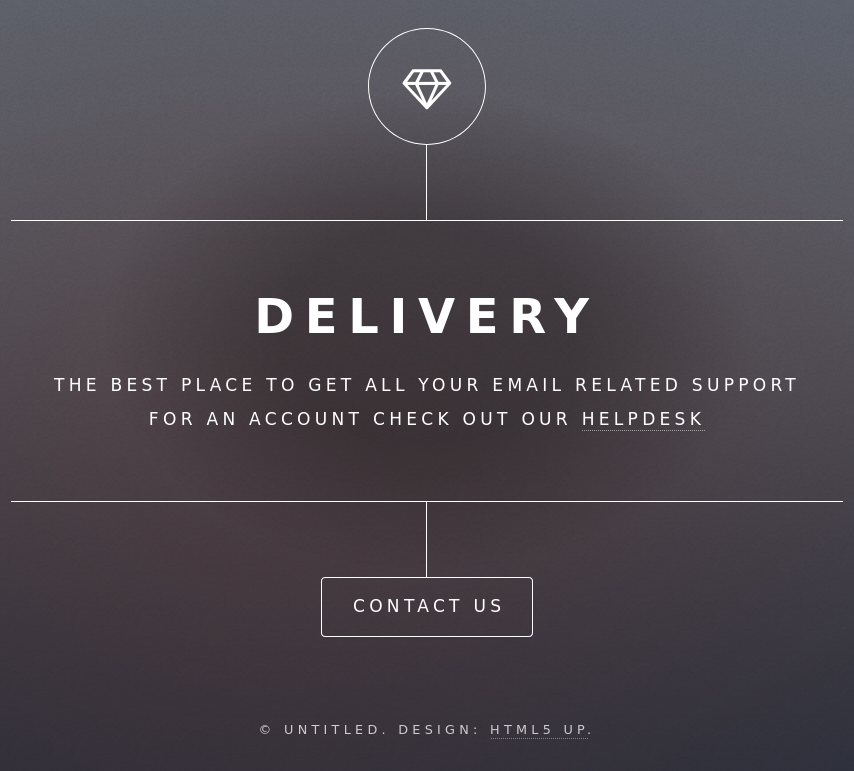 DELIVERY
THE BEST PLACE TO GET ALL YOUR EMAIL RELATED SUPPORT
FOR AN ACCOUNT CHECK OUT OUR HELPDESK
CONTACT US
© UNTITLED. DESIGN: HTML5 UP.